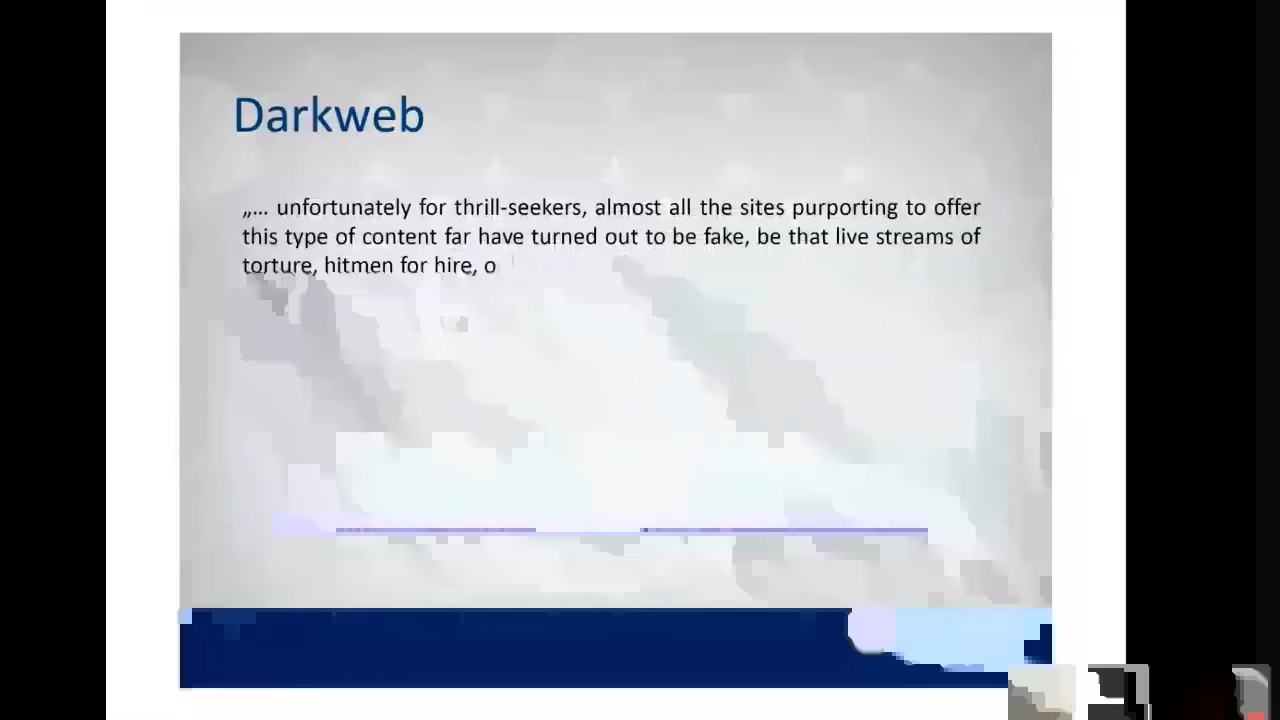 Darkweb
„... unfortunately for thrill-seekers, almost all the sites purporting to offer
this type of content far have turned out to be fake, be that live streams of
torture, hitmen for hire, o